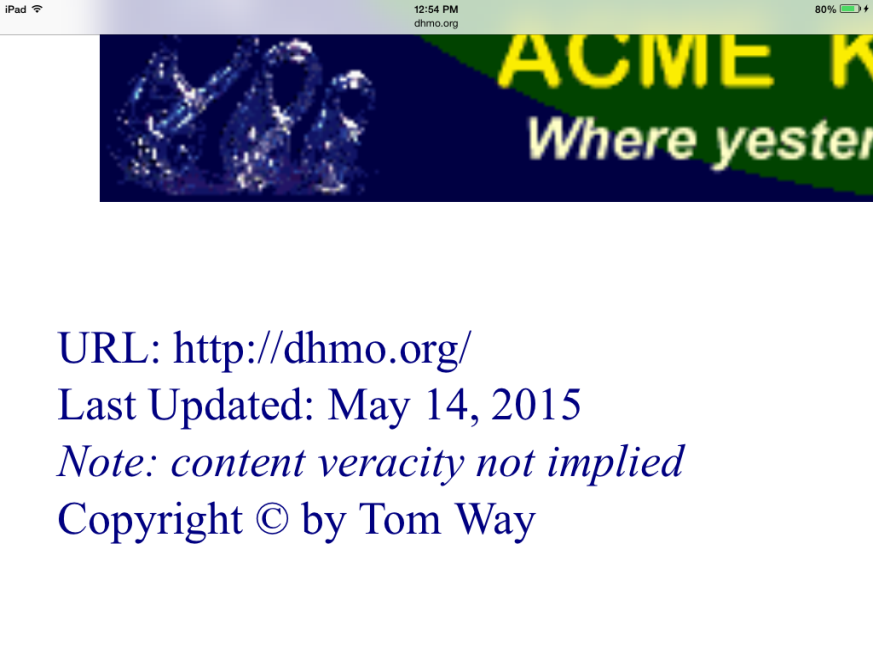 iPad 12:54 PM 80%
dhmo.org
ACME
Where
URL: http://dhmo.org/
Last Updated: May 14, 2015
Note: content veracity not implied
Copyright © by Tom Way